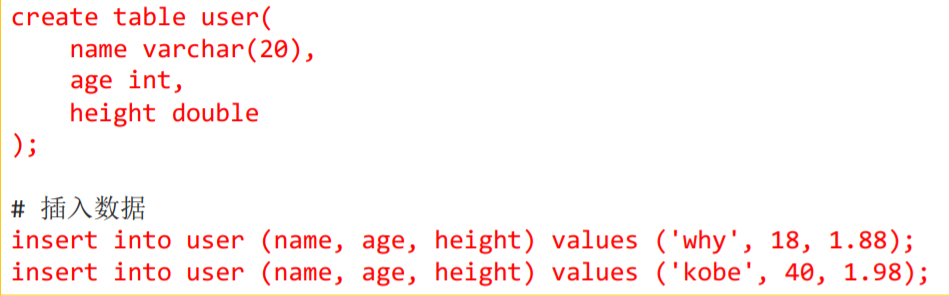 create table user(
    name varchar(20),
    age int,
    height double
);
# 插入数据
insert into user (name, age, height) values ('why', 18, 1.88);
insert into user (name, age, height) values ('kobe', 40, 1.98);